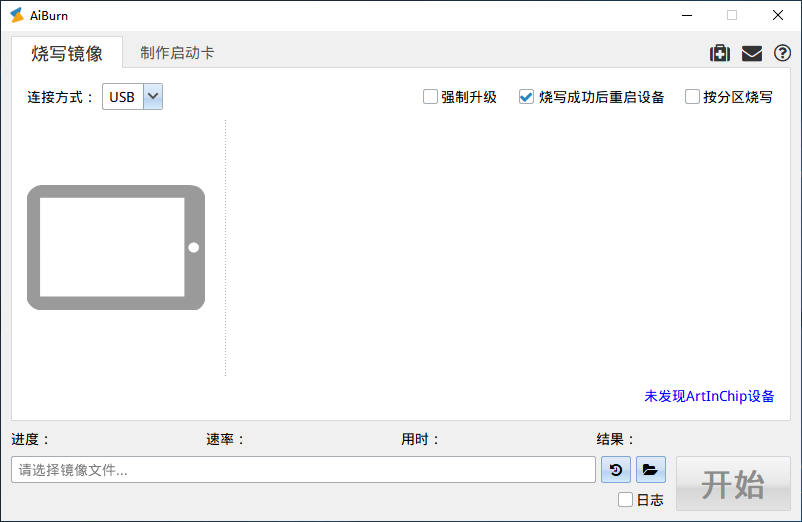 AiBurn
烧写镜像 制作启动卡
连接方式： USB 强制升级 烧写成功后重启设备 按分区烧写
未发现ArtInChip设备
进度： 速率： 用时： 结果：
请选择镜像文件...
开始
日志